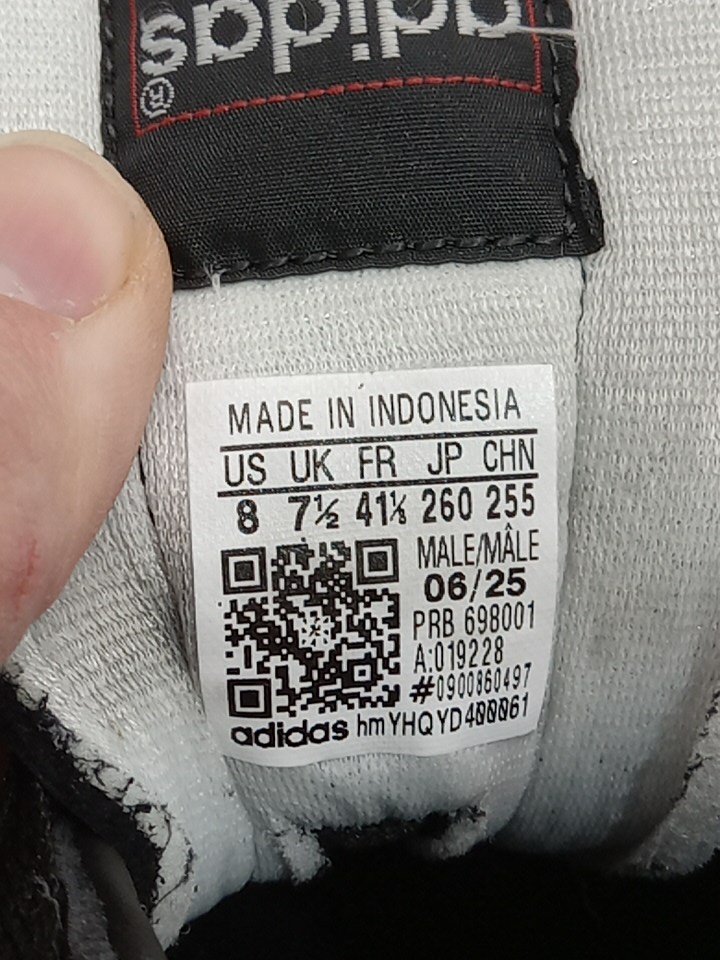 adidas
®
MADE IN INDONESIA
US UK FR JP CHN
8 7½ 41⅓ 260 255
MALE/MÂLE
06/25
PRB 698001
A:019228
#0900860497
adidas hmYHQYD400061